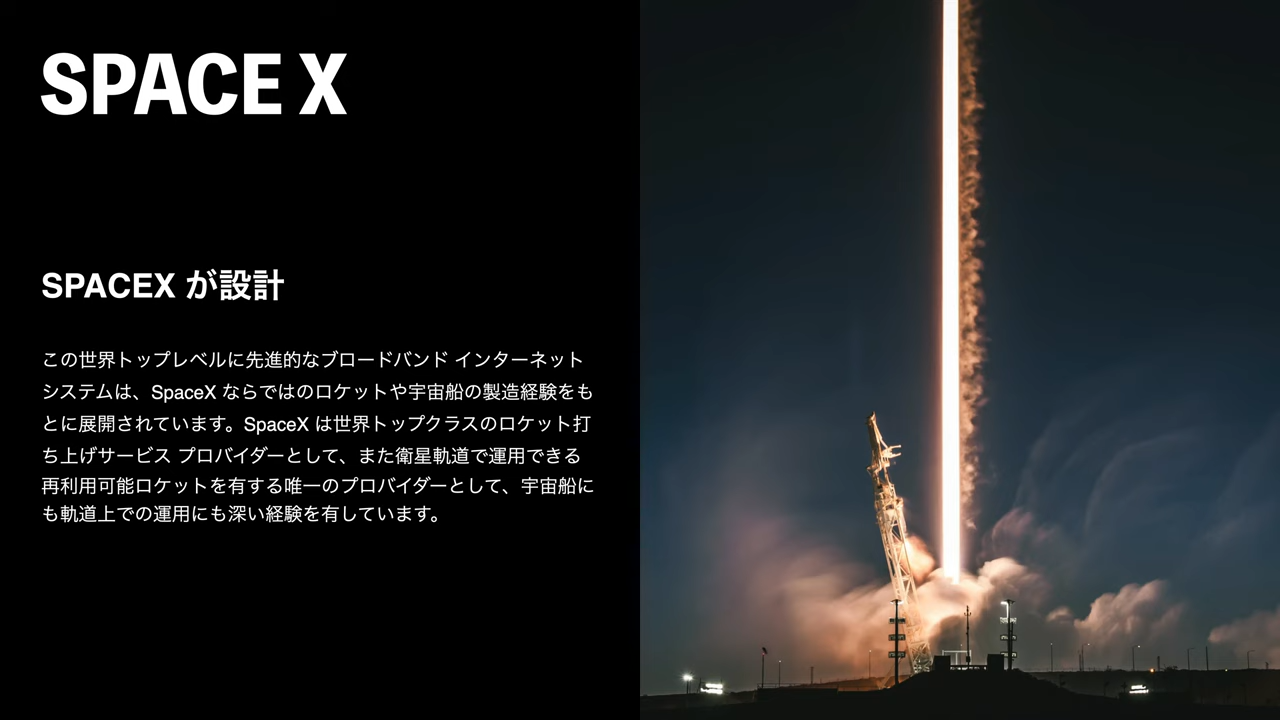 SPACE X
SPACEX が設計
この世界トップレベルに先進的なブロードバンド インターネット
システムは、SpaceX ならではのロケットや宇宙船の製造経験をも
とに展開されています。SpaceX は世界トップクラスのロケット打
ち上げサービス プロバイダーとして、また衛星軌道で運用できる
再利用可能ロケットを有する唯一のプロバイダーとして、宇宙船に
も軌道上での運用にも深い経験を有しています。